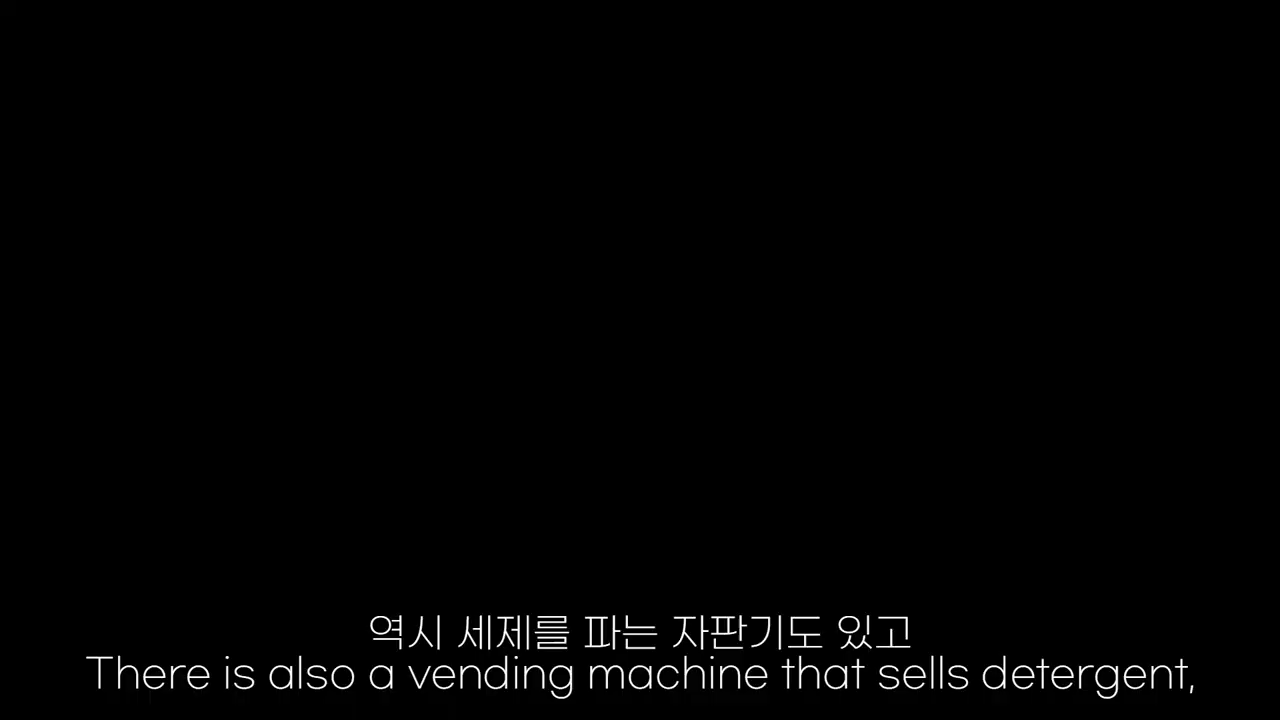 역시 세제를 파는 자판기도 있고
There is also a vending machine that sells detergent,